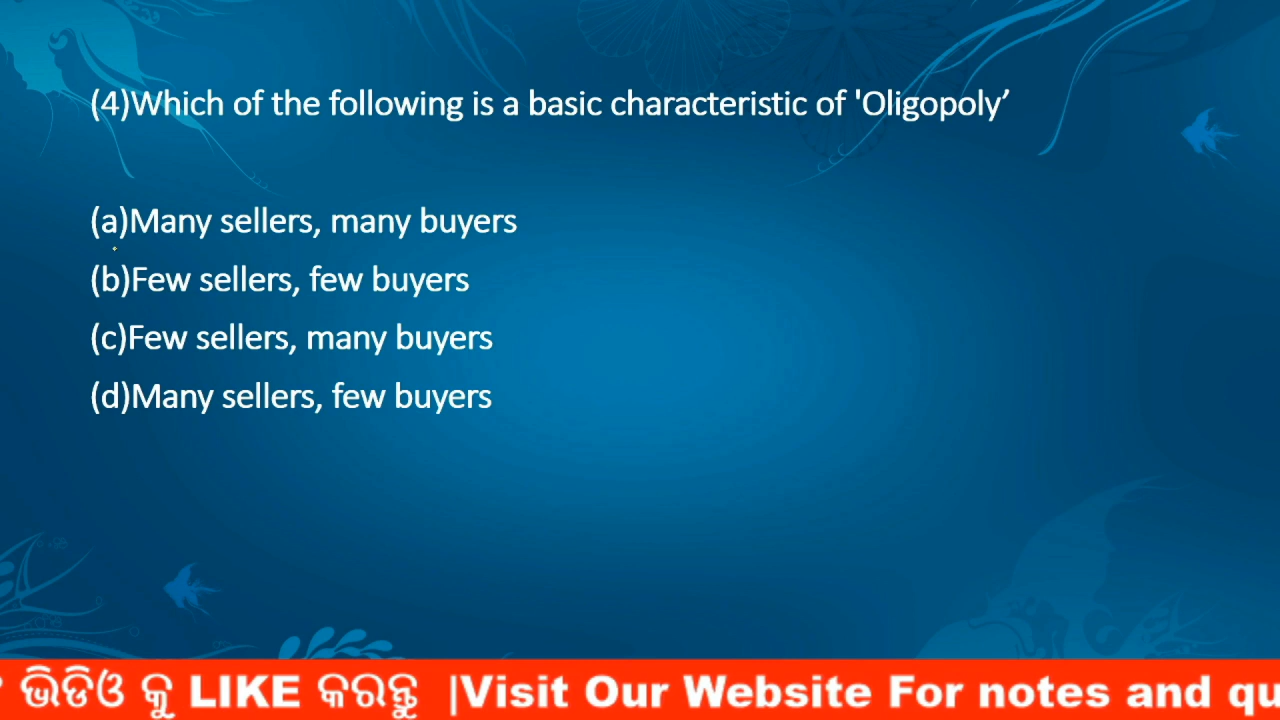 (4)Which of the following is a basic characteristic of 'Oligopoly’
(a)Many sellers, many buyers
(b)Few sellers, few buyers
(c)Few sellers, many buyers
(d)Many sellers, few buyers
ଭିଡିଓ କୁ LIKE କରନ୍ତୁ |Visit Our Website For notes and qu